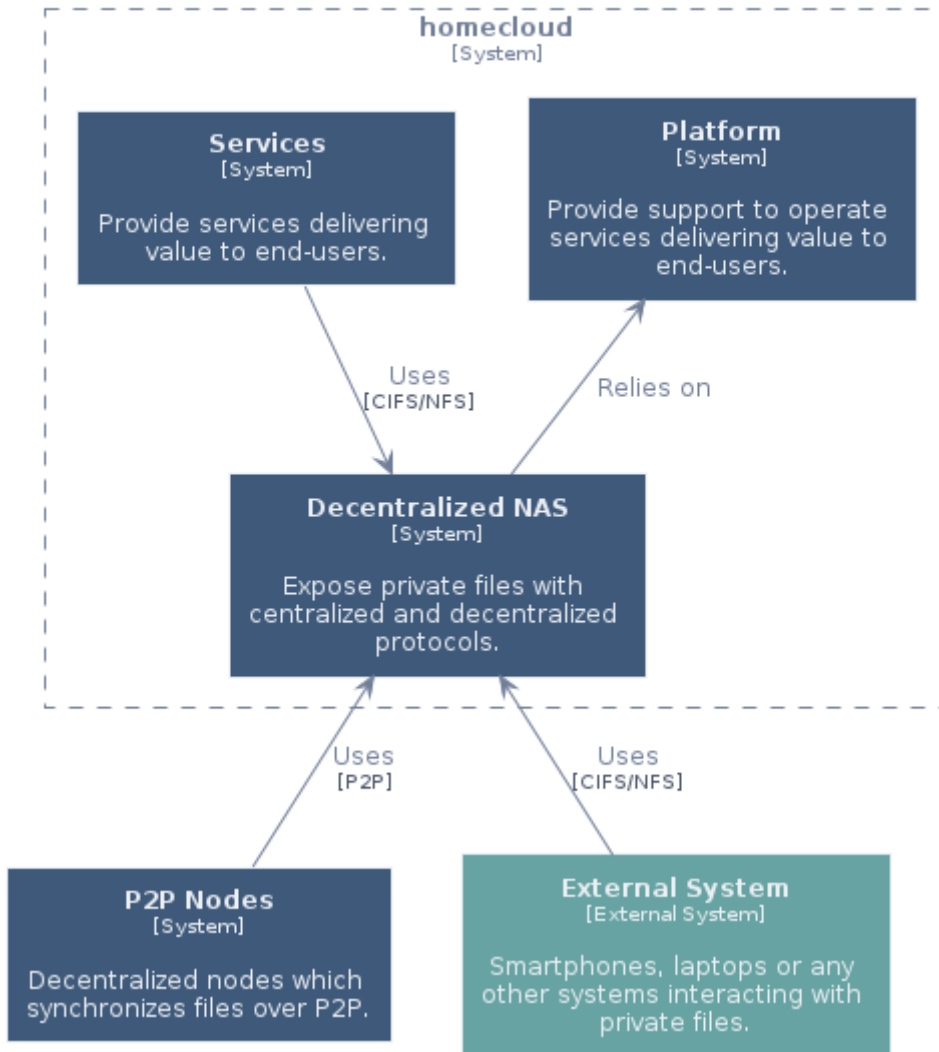 homecloud
[System]
Services
[System]
Provide services delivering
value to end-users.
Platform
[System]
Provide support to operate
services delivering value to
end-users.
Uses
[CIFS/NFS]
Relies on
Decentralized NAS
[System]
Expose private files with
centralized and decentralized
protocols.
Uses
[P2P]
Uses
[CIFS/NFS]
P2P Nodes
[System]
Decentralized nodes which
synchronizes files over P2P.
External System
[External System]
Smartphones, laptops or any
other systems interacting with
private files.